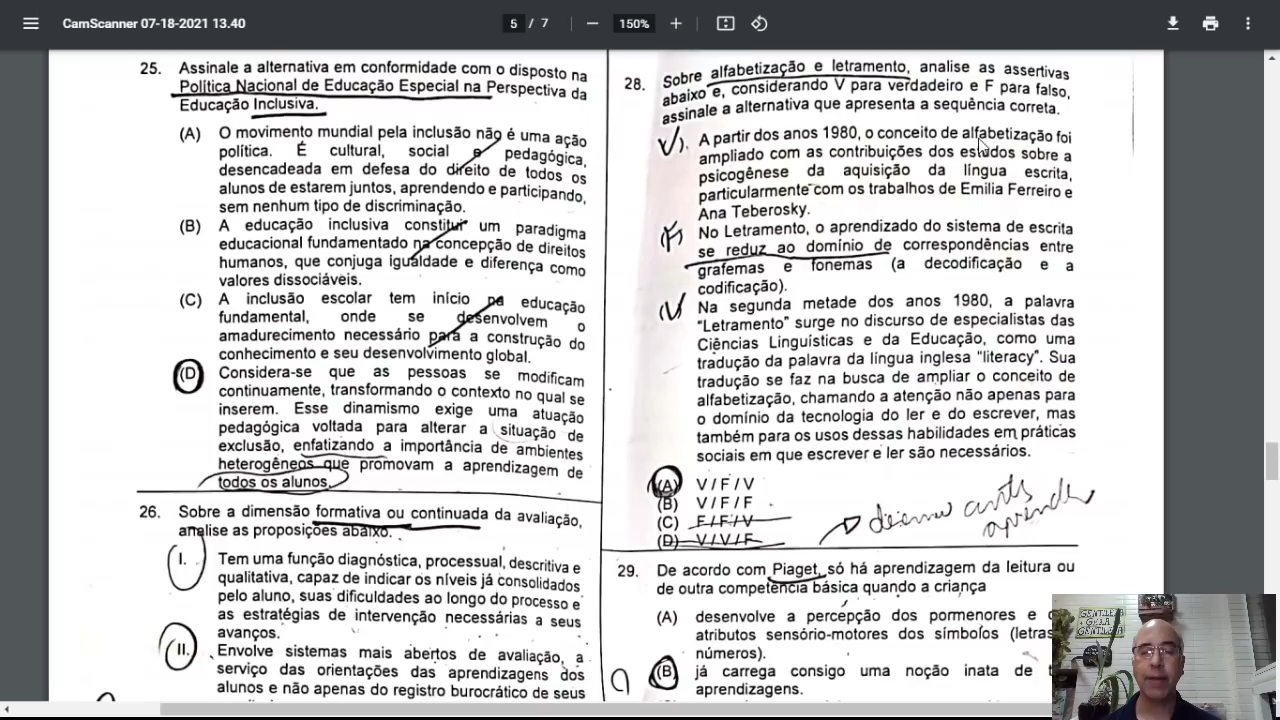 CamScanner 07-18-2021 13.40
5 / 7
150%
25. Assinale a alternativa em conformidade com o disposto na
Política Nacional de Educação Especial na Perspectiva da
Educação Inclusiva.
(A) O movimento mundial pela inclusão não é uma ação
política. É cultural, social e pedagógica,
desencadeada em defesa do direito de todos os
alunos de estarem juntos, aprendendo e participando,
sem nenhum tipo de discriminação.
(B) A educação inclusiva constitui um paradigma
educacional fundamentado na concepção de direitos
humanos, que conjuga igualdade e diferença como
valores dissociáveis.
(C) A inclusão escolar tem início na educação
fundamental, onde se desenvolvem o
amadurecimento necessário para a construção do
conhecimento e seu desenvolvimento global.
(D) Considera-se que as pessoas se modificam
continuamente, transformando o contexto no qual se
inserem. Esse dinamismo exige uma atuação
pedagógica voltada para alterar a situação de
exclusão, enfatizando a importância de ambientes
heterogêneos que promovam a aprendizagem de
todos os alunos.
26. Sobre a dimensão formativa ou continuada da avaliação,
analise as proposições abaixo.
I. Tem uma função diagnóstica, processual, descritiva e
qualitativa, capaz de indicar os níveis já consolidados
pelo aluno, suas dificuldades ao longo do processo e
as estratégias de intervenção necessárias a seus
avanços.
II. Envolve sistemas mais abertos de avaliação, a
serviço das orientações das aprendizagens dos
alunos e não apenas do registro burocrático de seus
28. Sobre alfabetização e letramento, analise as assertivas
abaixo e, considerando V para verdadeiro e F para falso,
assinale a alternativa que apresenta a sequência correta.
(V). A partir dos anos 1980, o conceito de alfabetização foi
ampliado com as contribuições dos estudos sobre a
psicogênese da aquisição da língua escrita,
particularmente com os trabalhos de Emilia Ferreiro e
Ana Teberosky.
(F) No Letramento, o aprendizado do sistema de escrita
se reduz ao domínio de correspondências entre
grafemas e fonemas (a decodificação e a
codificação).
(V Na segunda metade dos anos 1980, a palavra
"Letramento" surge no discurso de especialistas das
Ciências Linguísticas e da Educação, como uma
tradução da palavra da língua inglesa "literacy". Sua
tradução se faz na busca de ampliar o conceito de
alfabetização, chamando a atenção não apenas para
o domínio da tecnologia do ler e do escrever, mas
também para os usos dessas habilidades em práticas
sociais em que escrever e ler são necessários.
(A) V / F / V
(B) V / F / F
(C) F / F / V
(D) V / V / F
29. De acordo com Piaget, só há aprendizagem da leitura ou
de outra competência básica quando a criança
(A) desenvolve a percepção dos pormenores e
atributos sensório-motores dos símbolos (letras
números).
(B) já carrega consigo uma noção inata de
aprendizagens.